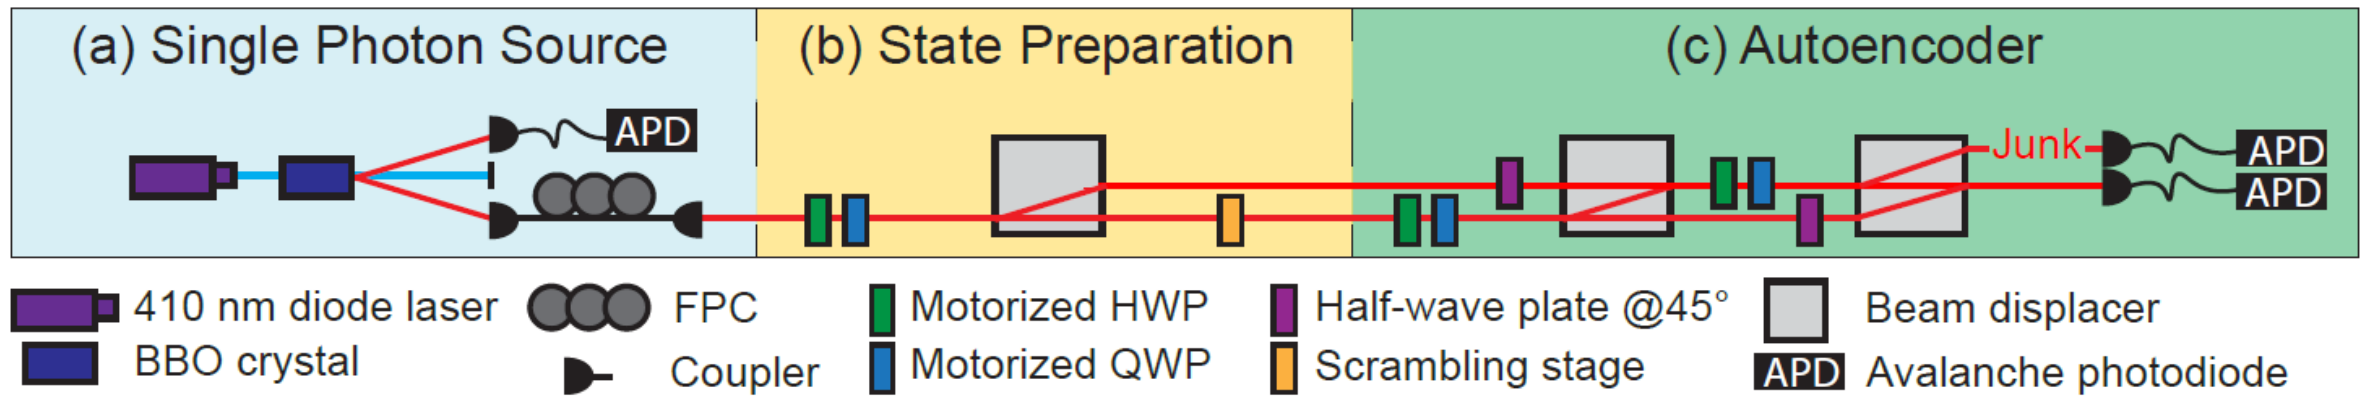 (a) Single Photon Source
(b) State Preparation
(c) Autoencoder
APD
Junk
APD
APD
410 nm diode laser
FPC
Motorized HWP
Half-wave plate @45°
Beam displacer
BBO crystal
Coupler
Motorized QWP
Scrambling stage
APD
Avalanche photodiode